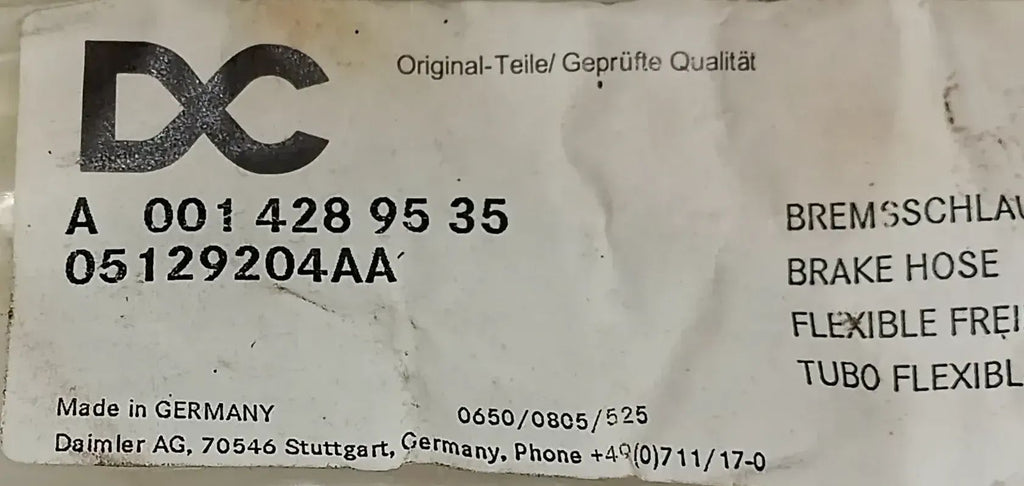 DC
Original-Teile/ Geprüfte Qualität
A 001 428 95 35
05129204AA
BREMSSCHLAU
BRAKE HOSE
FLEXIBLE FREI
TUBO FLEXIBL
Made in GERMANY
0650/0805/525
Daimler AG, 70546 Stuttgart, Germany, Phone +49(0)711/17-0